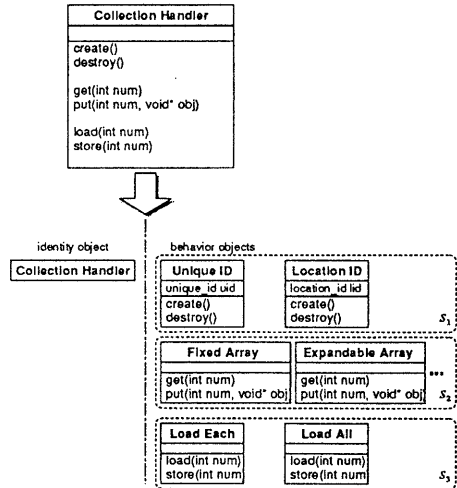 Collection Handler
create()
destroy()
get(int num)
put(int num, void* obj)
load(int num)
store(int num)
identity object
behavior objects
Collection Handler
Unique ID
unique_id uid
create()
destroy()
Location ID
location_id lid
create()
destroy()
S1
Fixed Array
get(int num)
put(int num, void* obj
Expandable Array
get(int num)
put(int num, void* obj
...
S2
Load Each
load(int num)
store(int num
Load All
load(int num)
store(int num
S3